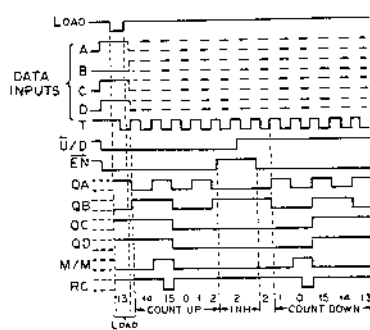 LOAD
A
B
DATA
INPUTS
C
D
T
U/D
EN
QA
QB
QC
QD
M/M
RC
13 14 15 0 1 2 2 2 1 0 15 14 13
COUNT UP INH COUNT DOWN
LOAD